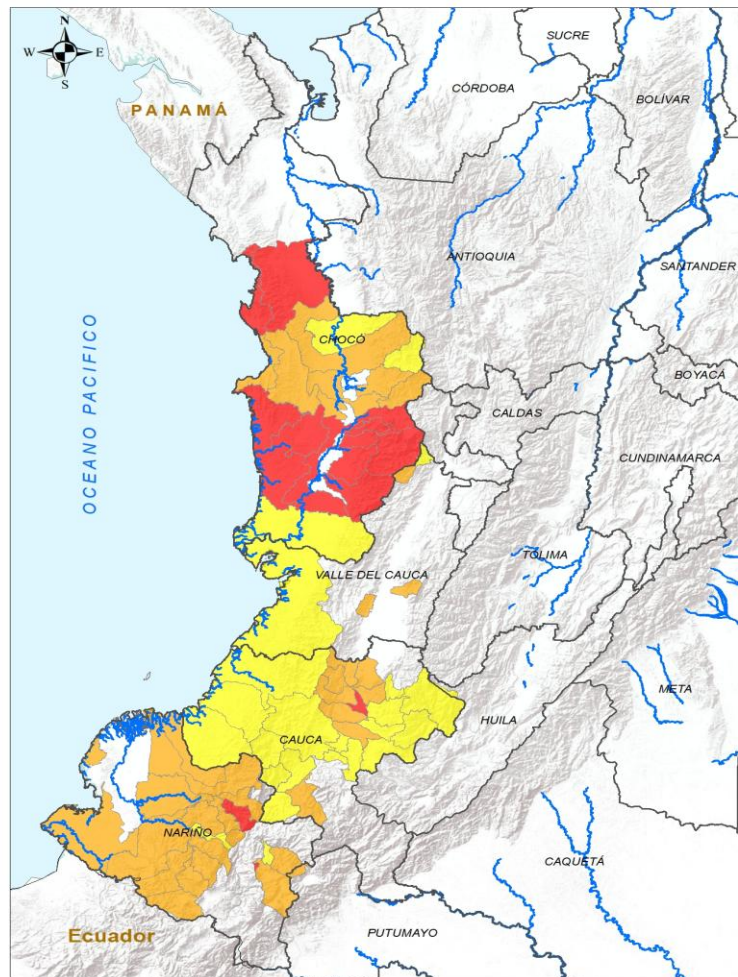 N
W E
S
SUCRE
CÓRDOBA
BOLÍVAR
PANAMÁ
ANTIOQUIA
SANTANDER
CHOCÓ
BOYACÁ
CALDAS
CUNDINAMARCA
OCEANO PACIFICO
TOLIMA
VALLE DEL CAUCA
META
HUILA
CAUCA
NARIÑO
CAQUETÁ
Ecuador
PUTUMAYO